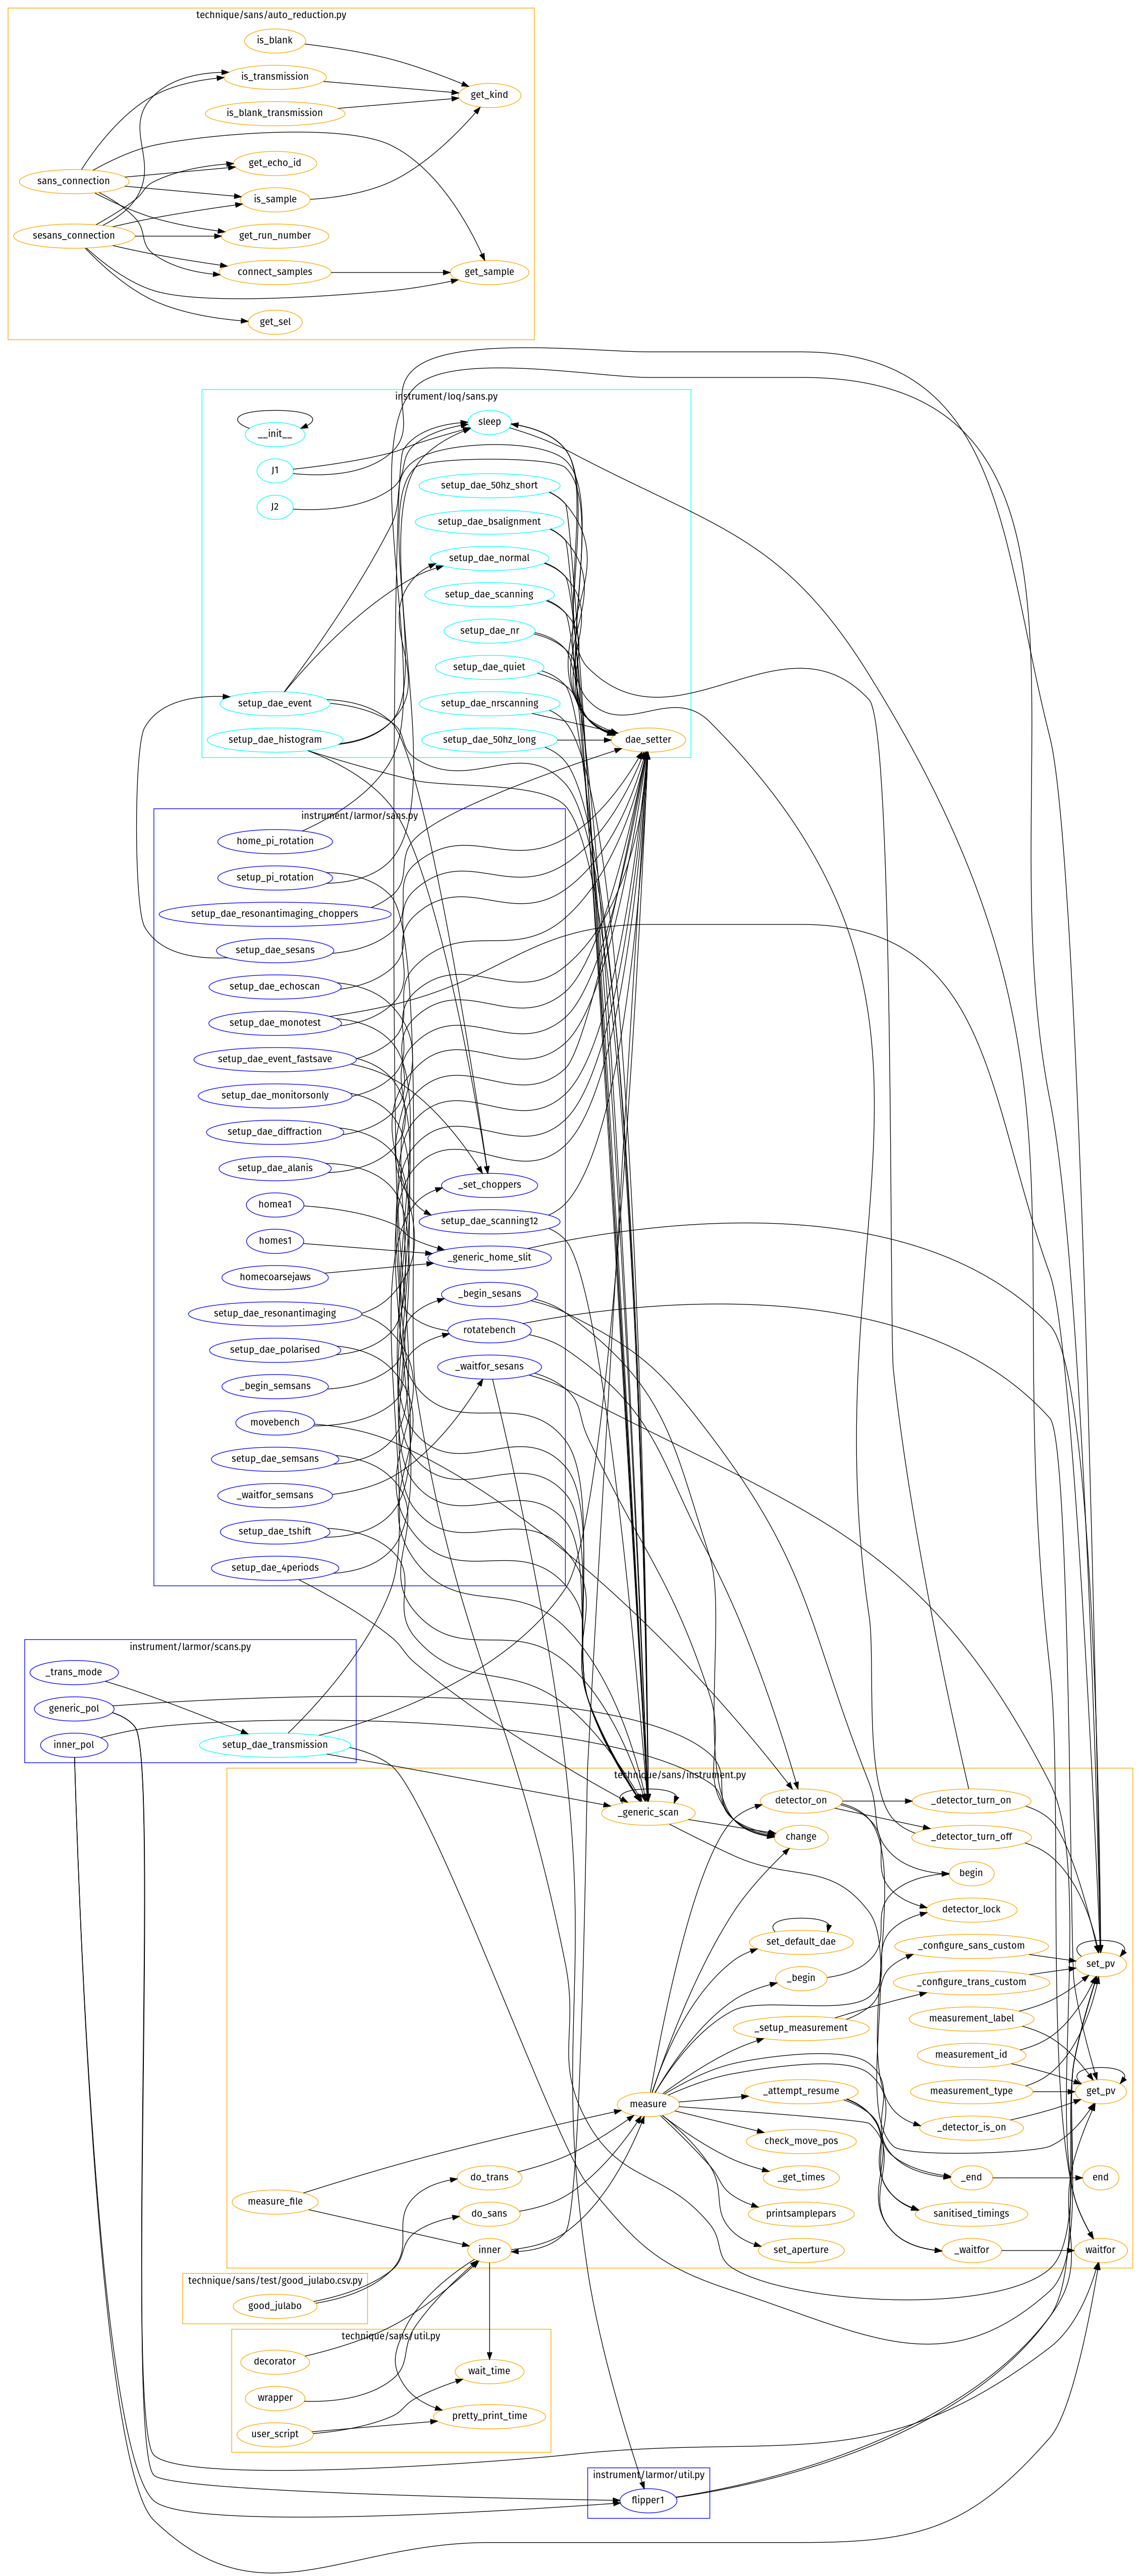 technique/sans/auto_reduction.py
is_blank
is_transmission
get_kind
is_blank_transmission
get_echo_id
sans_connection
is_sample
sesans_connection
get_run_number
connect_samples
get_sample
get_sel
instrument/loq/sans.py
__init__
sleep
J1
setup_dae_50hz_short
J2
setup_dae_bsalignment
setup_dae_normal
setup_dae_scanning
setup_dae_nr
setup_dae_quiet
setup_dae_event
setup_dae_nrscanning
setup_dae_histogram
setup_dae_50hz_long
dae_setter
instrument/larmor/sans.py
home_pi_rotation
setup_pi_rotation
setup_dae_resonantimaging_choppers
setup_dae_sesans
setup_dae_echoscan
setup_dae_monotest
setup_dae_event_fastsave
setup_dae_monitorsonly
setup_dae_diffraction
setup_dae_alanis
_set_choppers
homea1
setup_dae_scanning12
homes1
_generic_home_slit
homecoarsejaws
_begin_sesans
setup_dae_resonantimaging
rotatebench
setup_dae_polarised
_waitfor_sesans
_begin_semsans
movebench
setup_dae_semsans
_waitfor_semsans
setup_dae_tshift
setup_dae_4periods
instrument/larmor/scans.py
_trans_mode
generic_pol
inner_pol
setup_dae_transmission
technique/sans/instrument.py
detector_on
_detector_turn_on
_generic_scan
change
_detector_turn_off
begin
detector_lock
set_default_dae
_configure_sans_custom
set_pv
_begin
_configure_trans_custom
_setup_measurement
measurement_label
measurement_id
measure
_attempt_resume
measurement_type
get_pv
check_move_pos
_detector_is_on
do_trans
_get_times
_end
end
measure_file
do_sans
printsamplepars
sanitised_timings
inner
set_aperture
_waitfor
waitfor
technique/sans/test/good_julabo.csv.py
good_julabo
technique/sans/util.py
decorator
wait_time
wrapper
pretty_print_time
user_script
instrument/larmor/util.py
flipper1